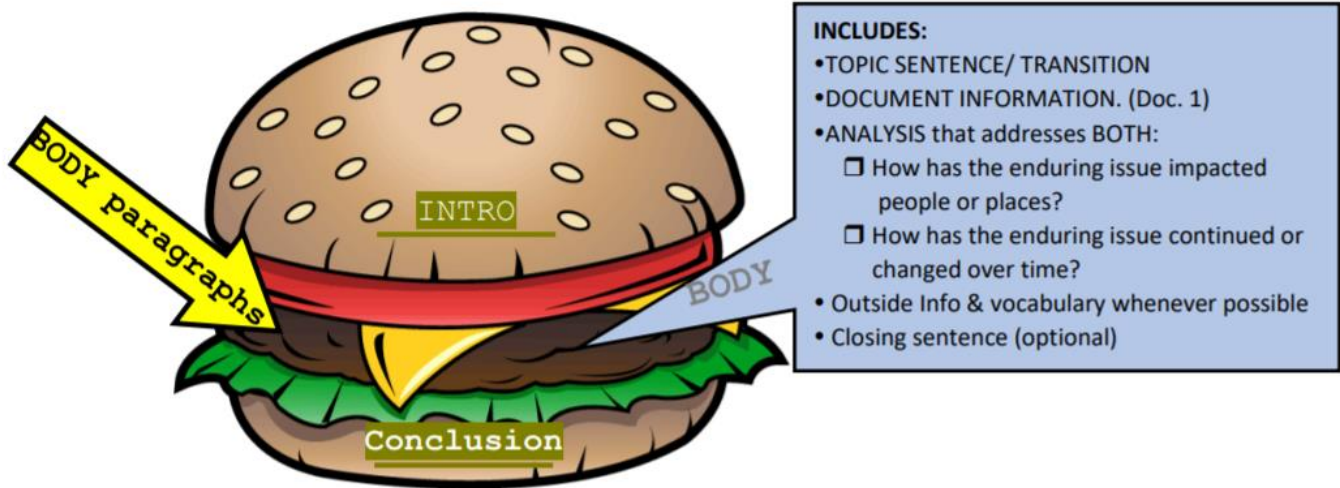 BODY paragraphs
INTRO
BODY
Conclusion
INCLUDES:
•TOPIC SENTENCE/ TRANSITION
•DOCUMENT INFORMATION. (Doc. 1)
•ANALYSIS that addresses BOTH:
❒ How has the enduring issue impacted
people or places?
❒ How has the enduring issue continued or
changed over time?
• Outside Info & vocabulary whenever possible
• Closing sentence (optional)